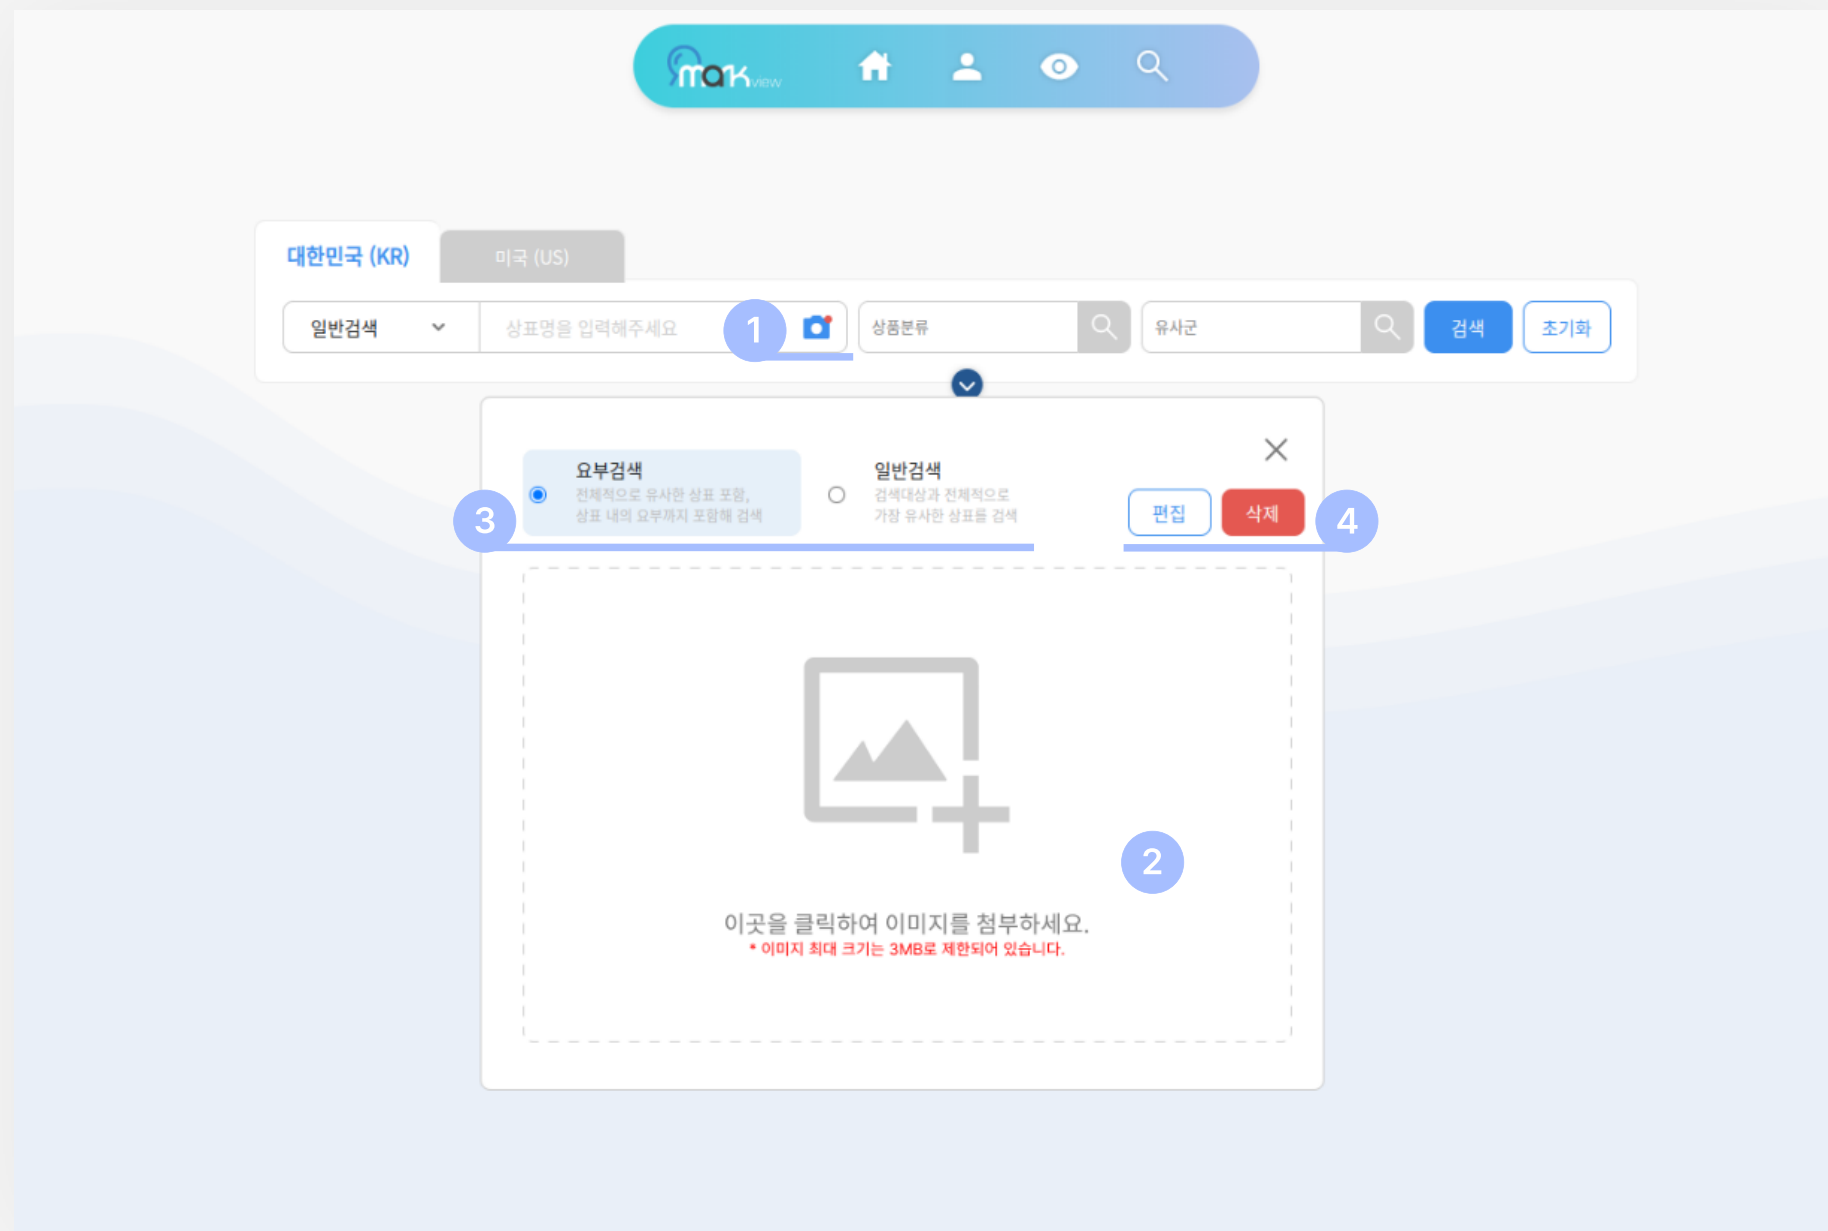 markview
대한민국 (KR)
미국 (US)
일반검색
상표명을 입력해주세요
1
상품분류
유사군
검색
초기화
요부검색
전체적으로 유사한 상표 포함,
상표 내의 요부까지 포함해 검색
일반검색
검색대상과 전체적으로
가장 유사한 상표를 검색
3
편집
삭제
4
2
이곳을 클릭하여 이미지를 첨부하세요.
* 이미지 최대 크기는 3MB로 제한되어 있습니다.